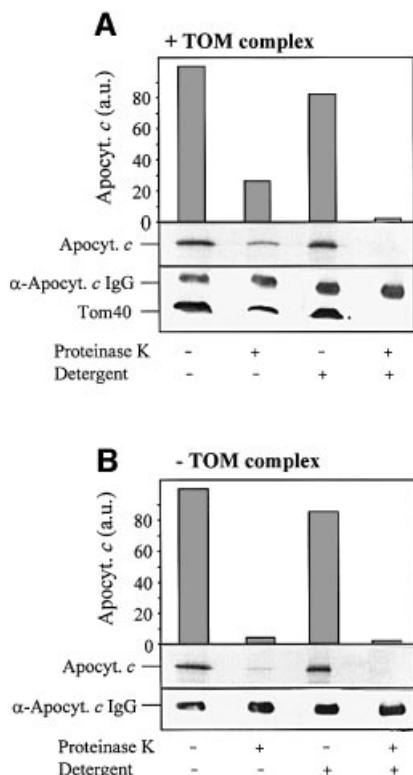 A
+ TOM complex
Apocyt. c (a.u.)
80
60
40
20
0
Apocyt. c
α-Apocyt. c IgG
Tom40
Proteinase K - + - +
Detergent - - + +
B
- TOM complex
Apocyt. c (a.u.)
80
60
40
20
0
Apocyt. c
α-Apocyt. c IgG
Proteinase K - + - +
Detergent - - + +